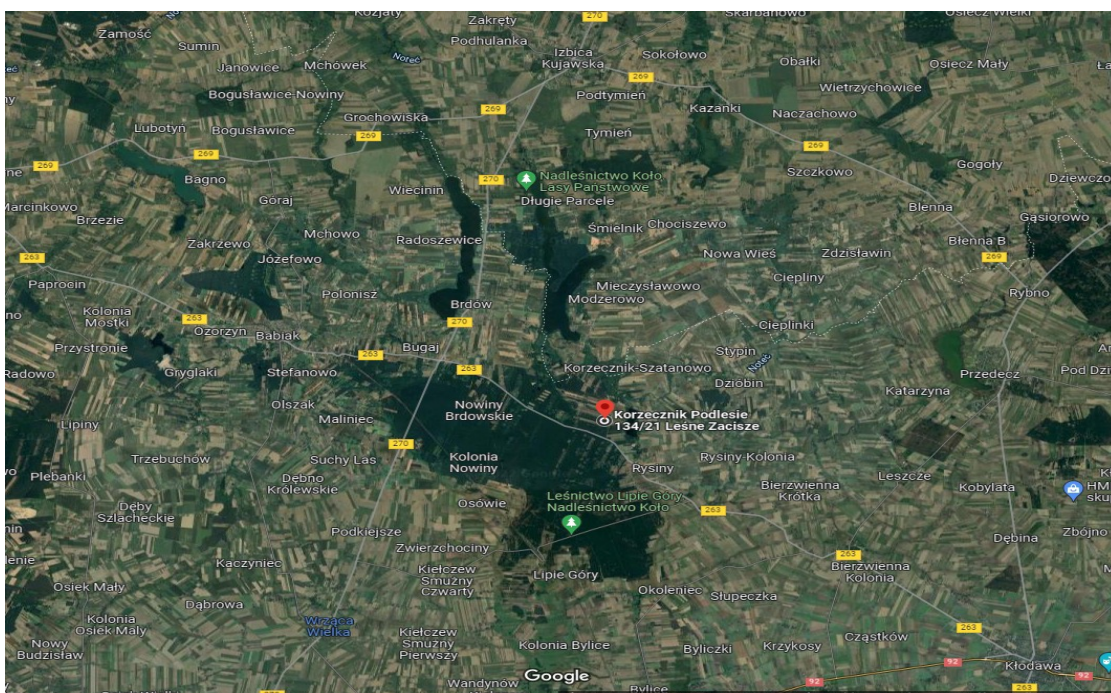 Kozjaty
Zakręty
270
Skarbanowo
Osiecz Wielki
Zamość
Sumin
Podhulanka
Izbica
Kujawska
Sokołowo
Noteć
Janowice
Mchówek
Obałki
Osiecz Mały
269
Bogusławice-Nowiny
Podtymień
Wietrzychowice
269
Kazanki
Naczachowo
Grochowiska
Lubotyń
Bogusławice
269
Tymień
269
269
269
Gogoły
Bagno
Wiecinin
270
Nadleśnictwo Koło
Lasy Państwowe
Szczkowo
Długie Parcele
Góraj
Marcinkowo
Brzezie
Chociszewo
Blenna
Gąsiorowo
Śmielnik
Mchowo
Zakrzewo
Radoszewice
Błenna B
Józefowo
Nowa Wieś
Zdzisławin
263
269
Ciepliny
Paprocin
Polonisz
Mieczysławowo
Modzerowo
Rybno
Brdów
Kolonia
Mostki
263
270
Ozorzyn
Babiak
Cieplinki
Przystronie
Bugaj
263
Stypin
Noteć
263
Korzecznik-Szatanowo
Radowo
Gryglaki
Stefanowo
Dziobin
Przedecz
Katarzyna
Nowiny
Brdowskie
Olszak
Maliniec
Korzecznik Podlesie
134/21 Leśne Zacisze
Lipiny
270
Trzebuchów
Suchy Las
Kolonia
Nowiny
Rysiny
Rysiny-Kolonia
Plebanki
Dębno
Królewskie
Leszcze
Bierzwienna
Krótka
Kobylata
Leśnictwo Lipie Góry
Nadleśnictwo Koło
Osówie
Dęby
Szlacheckie
263
Podkiejsze
Dębina
Zbójno
Zwierzchociny
263
Kaczyniec
Bierzwienna
Kolonia
Kiełczew
Smużny
Czwarty
Lipie Góry
Osiek Mały
Okoleniec
Słupeczka
Dąbrowa
Kolonia
Osiek Mały
Wrząca
Wielka
263
Cząstków
Nowy
Budzisław
Kiełczew
Smużny
Pierwszy
Kolonia Bylice
Byliczki
Krzykosy
92
Kłodawa
Google
Wandynów
92
263
Bylice